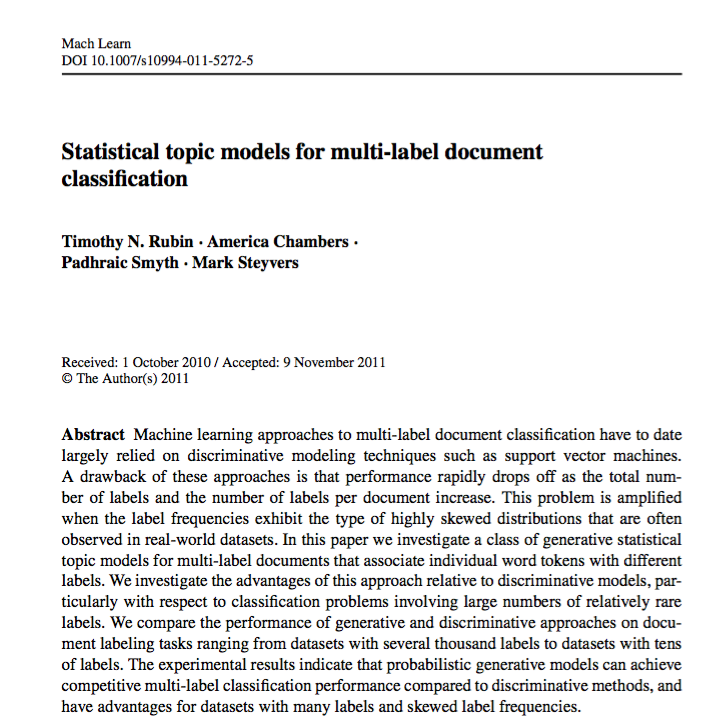 Mach Learn
DOI 10.1007/s10994-011-5272-5
Statistical topic models for multi-label document
classification
Timothy N. Rubin · America Chambers ·
Padhraic Smyth · Mark Steyvers
Received: 1 October 2010 / Accepted: 9 November 2011
© The Author(s) 2011
Abstract Machine learning approaches to multi-label document classification have to date
largely relied on discriminative modeling techniques such as support vector machines.
A drawback of these approaches is that performance rapidly drops off as the total num-
ber of labels and the number of labels per document increase. This problem is amplified
when the label frequencies exhibit the type of highly skewed distributions that are often
observed in real-world datasets. In this paper we investigate a class of generative statistical
topic models for multi-label documents that associate individual word tokens with different
labels. We investigate the advantages of this approach relative to discriminative models, par-
ticularly with respect to classification problems involving large numbers of relatively rare
labels. We compare the performance of generative and discriminative approaches on docu-
ment labeling tasks ranging from datasets with several thousand labels to datasets with tens
of labels. The experimental results indicate that probabilistic generative models can achieve
competitive multi-label classification performance compared to discriminative methods, and
have advantages for datasets with many labels and skewed label frequencies.